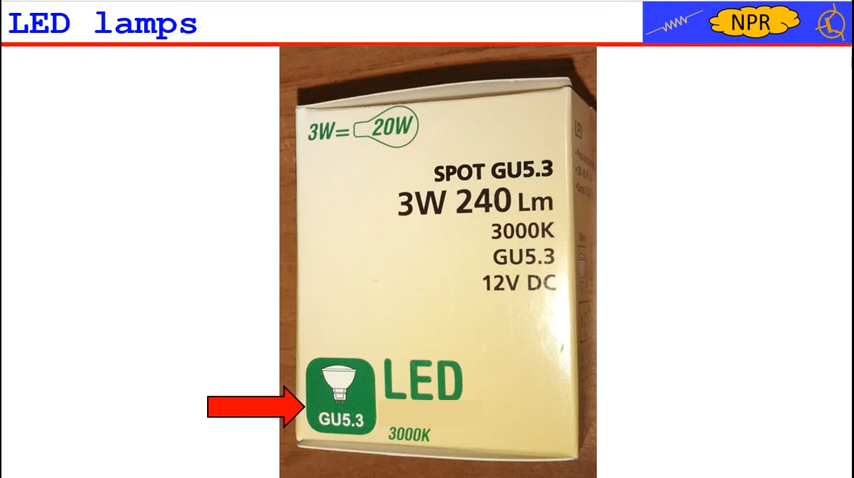 LED lamps
NPR
3W= 20W
SPOT GU5.3
3W 240 Lm
3000K
GU5.3
12V DC
LED
GU5.3
LED
3000K